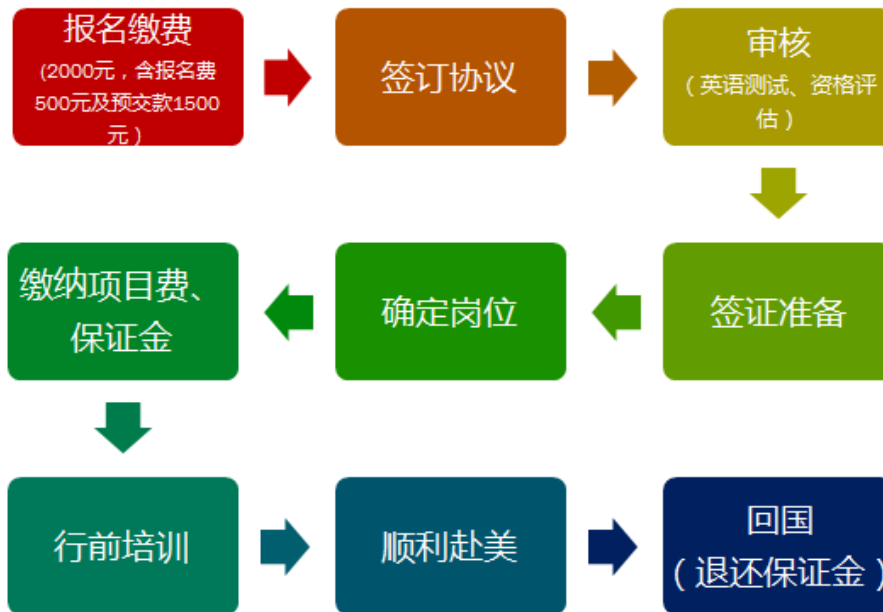 报名缴费
(2000元，含报名费
500元及预交款1500
元）
签订协议
审核
（英语测试、资格评
估）
签证准备
确定岗位
缴纳项目费、
保证金
行前培训
顺利赴美
回国
（退还保证金）